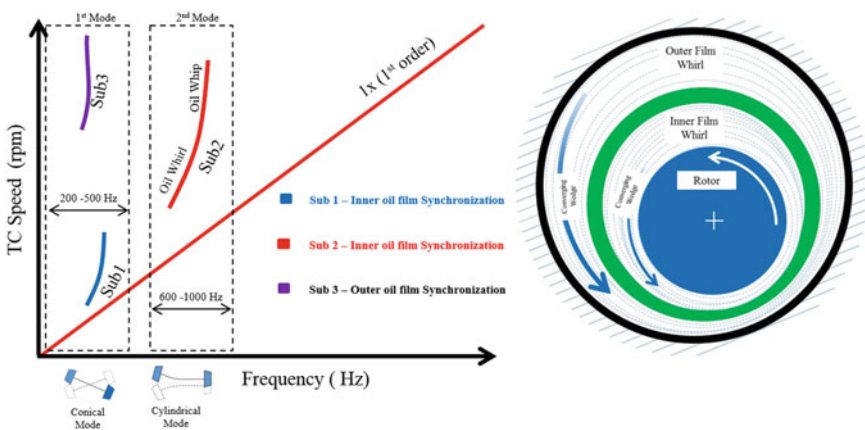 1st Mode
2nd Mode
TC Speed (rpm)
Sub3
Oil Whip
Oil Whirl
Sub2
1x (1st order)
200 -500 Hz
Sub1
600 -1000 Hz
Sub 1 – Inner oil film Synchronization
Sub 2 – Inner oil film Synchronization
Sub 3 – Outer oil film Synchronization
Frequency ( Hz)
Conical
Mode
Cylindrical
Mode
Outer Film
Whirl
Inner Film
Whirl
Converging
Wedge
Converging
Wedge
Rotor